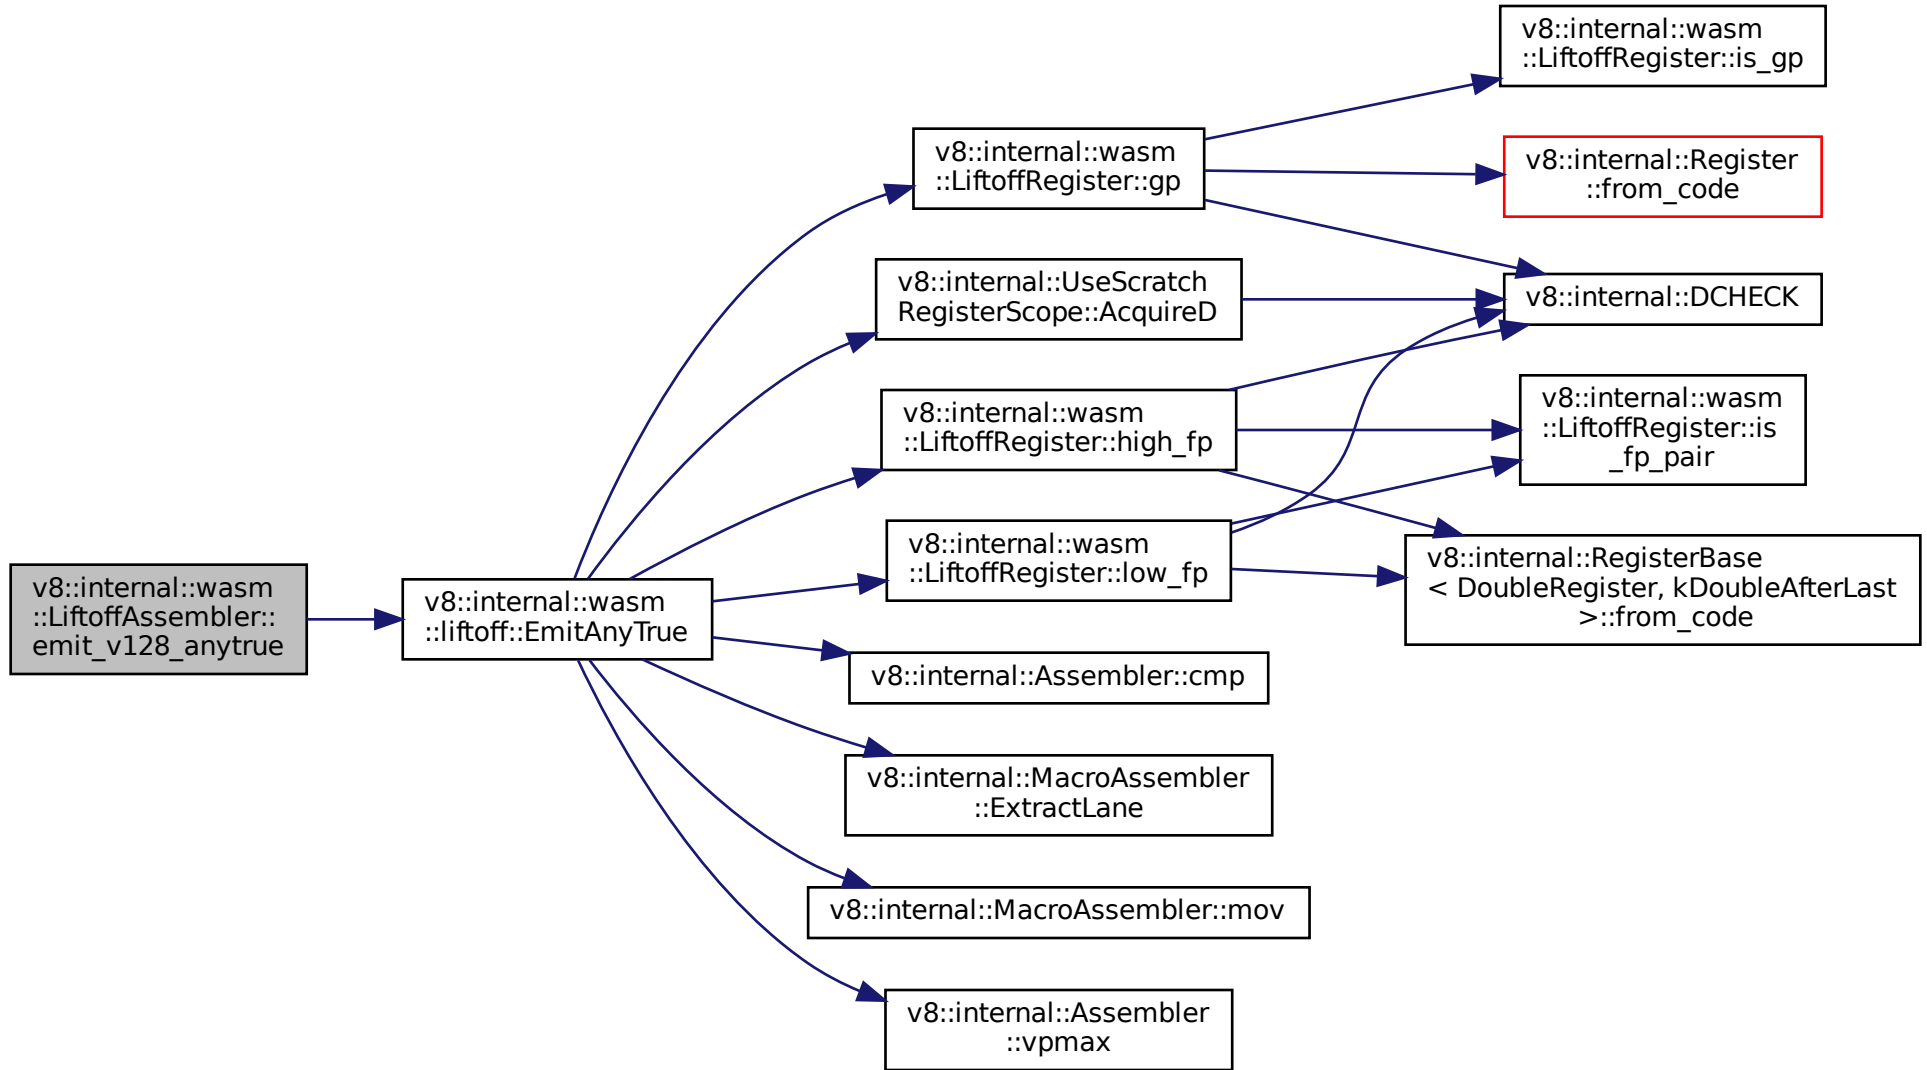 v8::internal::wasm
::LiftoffAssembler::
emit_v128_anytrue
v8::internal::wasm
::liftoff::EmitAnyTrue
v8::internal::wasm
::LiftoffRegister::gp
v8::internal::UseScratch
RegisterScope::AcquireD
v8::internal::wasm
::LiftoffRegister::high_fp
v8::internal::wasm
::LiftoffRegister::low_fp
v8::internal::Assembler::cmp
v8::internal::MacroAssembler
::ExtractLane
v8::internal::MacroAssembler::mov
v8::internal::Assembler
::vpmax
v8::internal::wasm
::LiftoffRegister::is_gp
v8::internal::Register
::from_code
v8::internal::DCHECK
v8::internal::wasm
::LiftoffRegister::is
_fp_pair
v8::internal::RegisterBase
< DoubleRegister, kDoubleAfterLast
>::from_code